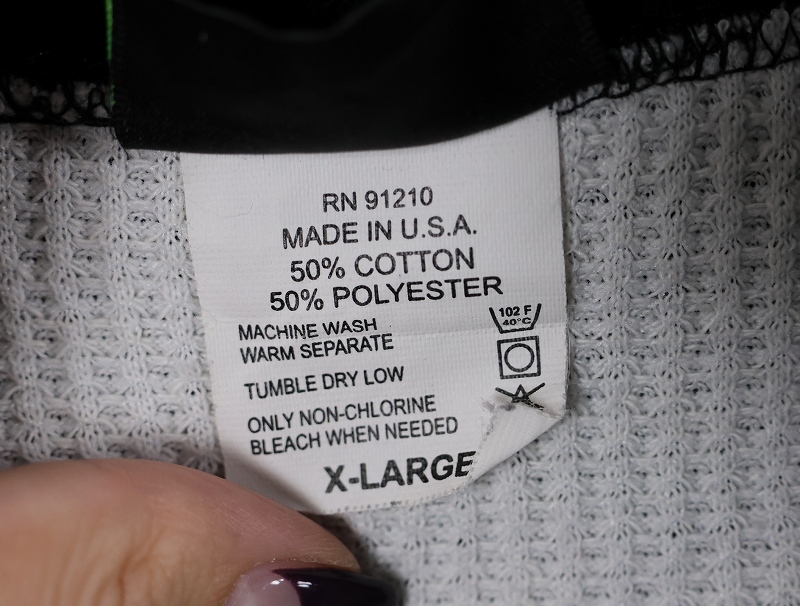 RN 91210
MADE IN U.S.A.
50% COTTON
50% POLYESTER
MACHINE WASH
WARM SEPARATE
102 F
40°C
TUMBLE DRY LOW
ONLY NON-CHLORINE
BLEACH WHEN NEEDED
X-LARGE